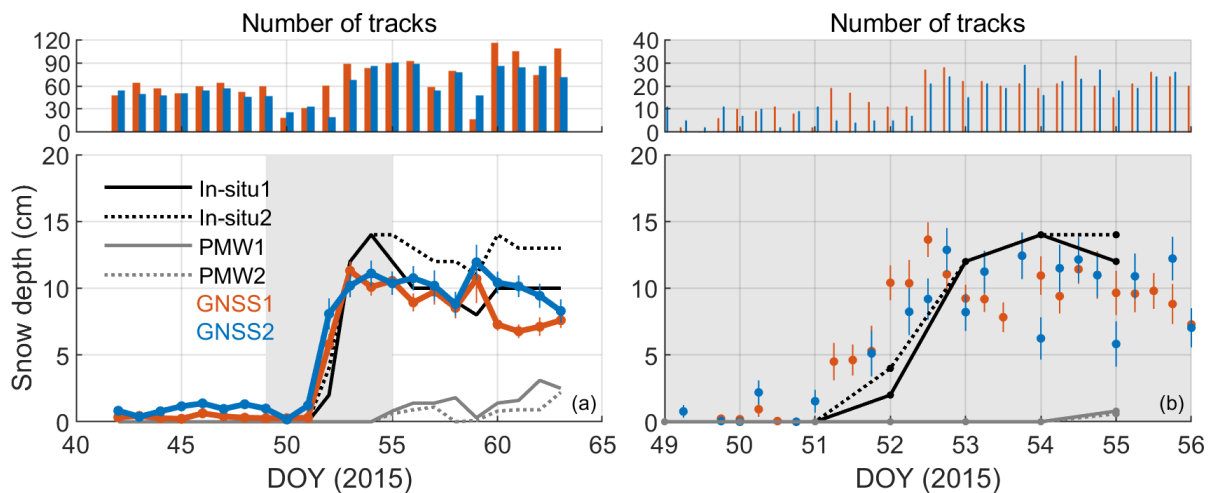 Number of tracks
120
90
60
30
0
20
15
10
5
0
Snow depth (cm)
In-situ1
In-situ2
PMW1
PMW2
GNSS1
GNSS2
(a)
40 45 50 55 60 65
DOY (2015)
Number of tracks
40
30
20
10
0
20
15
10
5
0
(b)
49 50 51 52 53 54 55 56
DOY (2015)